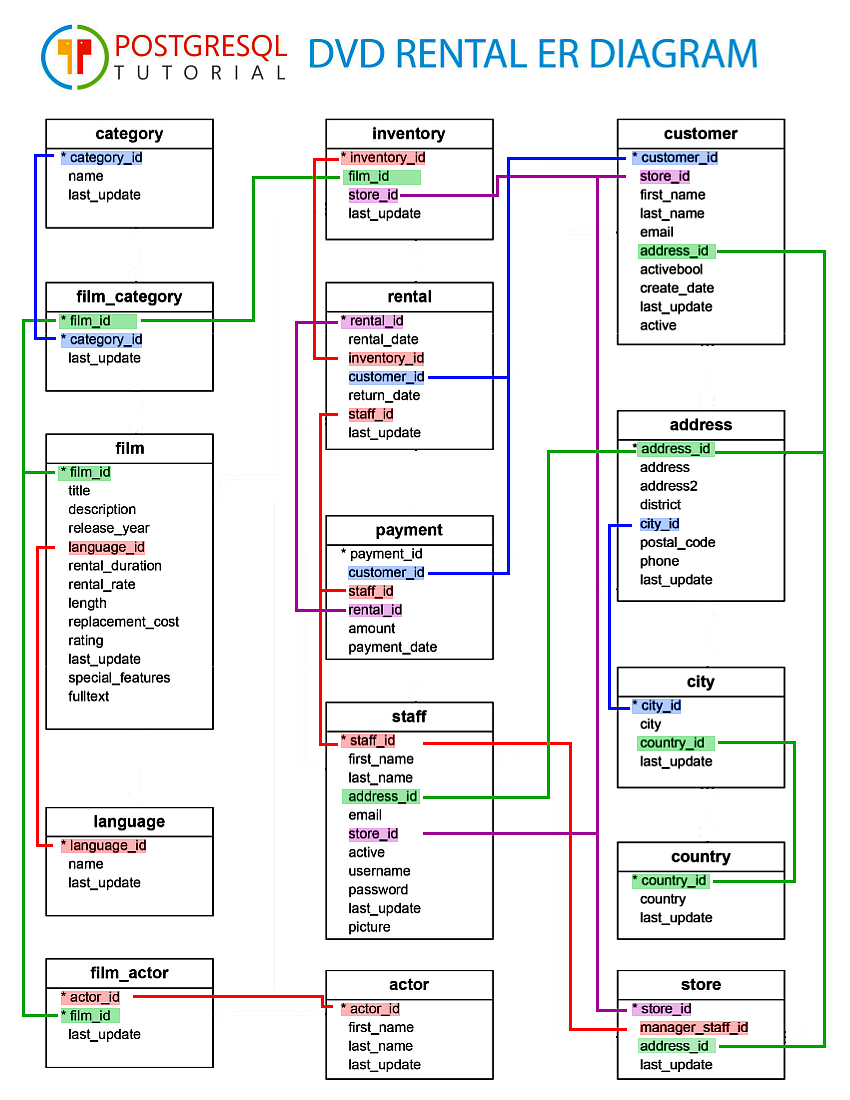 POSTGRESQL
TUTORIAL
DVD RENTAL ER DIAGRAM
category
* category_id
name
last_update
film_category
* film_id
* category_id
last_update
film
* film_id
title
description
release_year
language_id
rental_duration
rental_rate
length
replacement_cost
rating
last_update
special_features
fulltext
language
* language_id
name
last_update
film_actor
* actor_id
* film_id
last_update
inventory
* inventory_id
film_id
store_id
last_update
rental
* rental_id
rental_date
inventory_id
customer_id
return_date
staff_id
last_update
payment
* payment_id
customer_id
staff_id
rental_id
amount
payment_date
staff
* staff_id
first_name
last_name
address_id
email
store_id
active
username
password
last_update
picture
actor
* actor_id
first_name
last_name
last_update
customer
* customer_id
store_id
first_name
last_name
email
address_id
activebool
create_date
last_update
active
address
* address_id
address
address2
district
city_id
postal_code
phone
last_update
city
* city_id
city
country_id
last_update
country
* country_id
country
last_update
store
* store_id
manager_staff_id
address_id
last_update